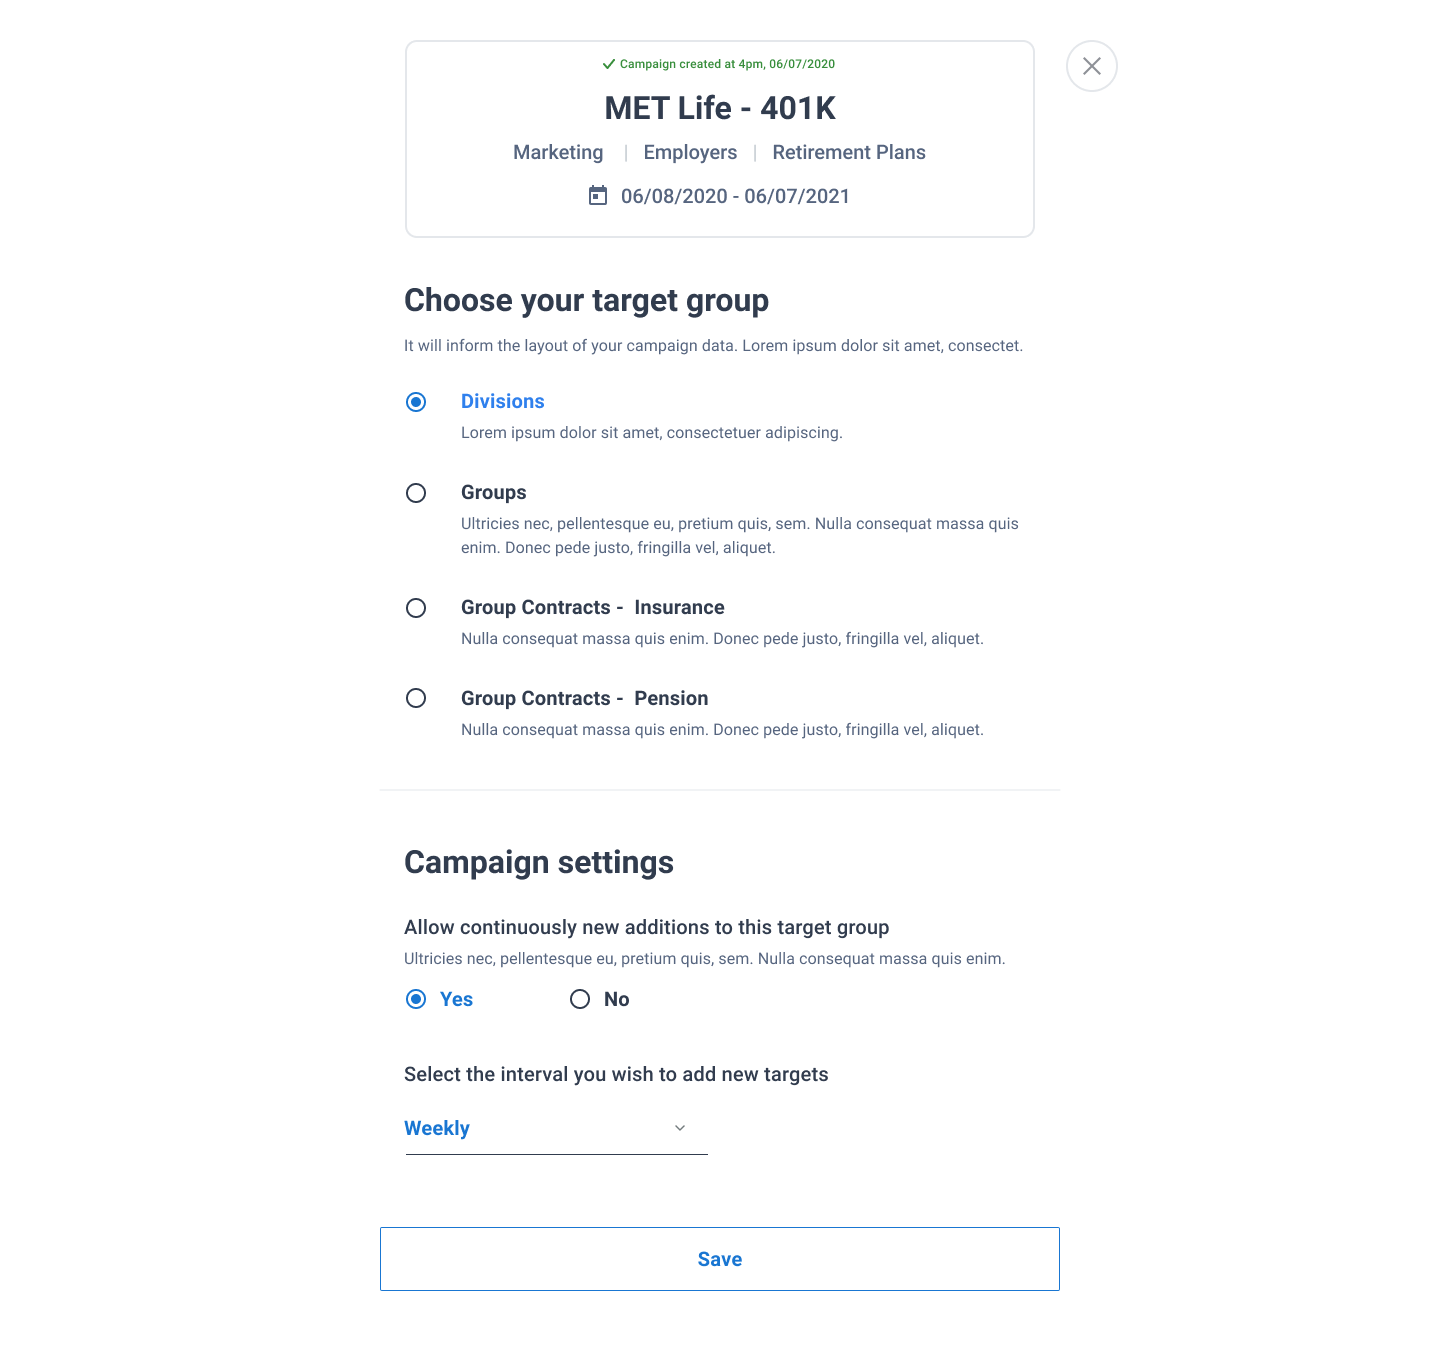 Campaign created at 4pm, 06/07/2020
MET Life - 401K
Marketing | Employers | Retirement Plans
06/08/2020 - 06/07/2021
Choose your target group
It will inform the layout of your campaign data. Lorem ipsum dolor sit amet, consectet.
Divisions
Lorem ipsum dolor sit amet, consectetuer adipiscing.
Groups
Ultricies nec, pellentesque eu, pretium quis, sem. Nulla consequat massa quis
enim. Donec pede justo, fringilla vel, aliquet.
Group Contracts -  Insurance
Nulla consequat massa quis enim. Donec pede justo, fringilla vel, aliquet.
Group Contracts -  Pension
Nulla consequat massa quis enim. Donec pede justo, fringilla vel, aliquet.
Campaign settings
Allow continuously new additions to this target group
Ultricies nec, pellentesque eu, pretium quis, sem. Nulla consequat massa quis enim.
Yes No
Select the interval you wish to add new targets
Weekly
Save